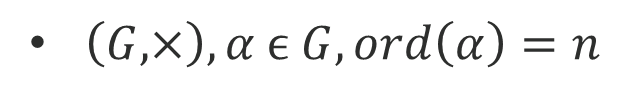 • (G,×), α ϵ G, ord(α) = n